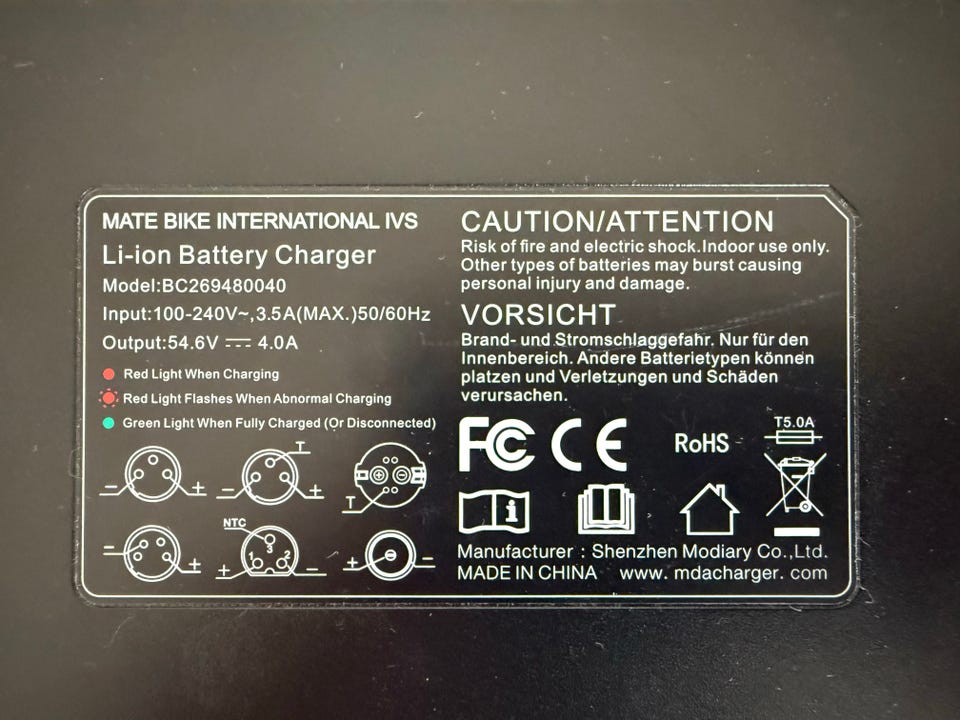 MATE BIKE INTERNATIONAL IVS
Li-ion Battery Charger
Model:BC269480040
Input:100-240V~,3.5A(MAX.)50/60Hz
Output:54.6V ⎓ 4.0A
Red Light When Charging
Red Light Flashes When Abnormal Charging
Green Light When Fully Charged (Or Disconnected)
- +
- T +
T + -
- +
NTC
+ 1 3 2 -
+ -
CAUTION/ATTENTION
Risk of fire and electric shock.Indoor use only.
Other types of batteries may burst causing
personal injury and damage.
VORSICHT
Brand- und Stromschlaggefahr. Nur für den
Innenbereich. Andere Batterietypen können
platzen und Verletzungen und Schäden
verursachen.
FC CE RoHS T5.0A
i
Manufacturer : Shenzhen Modiary Co.,Ltd.
MADE IN CHINA www. mdacharger. com